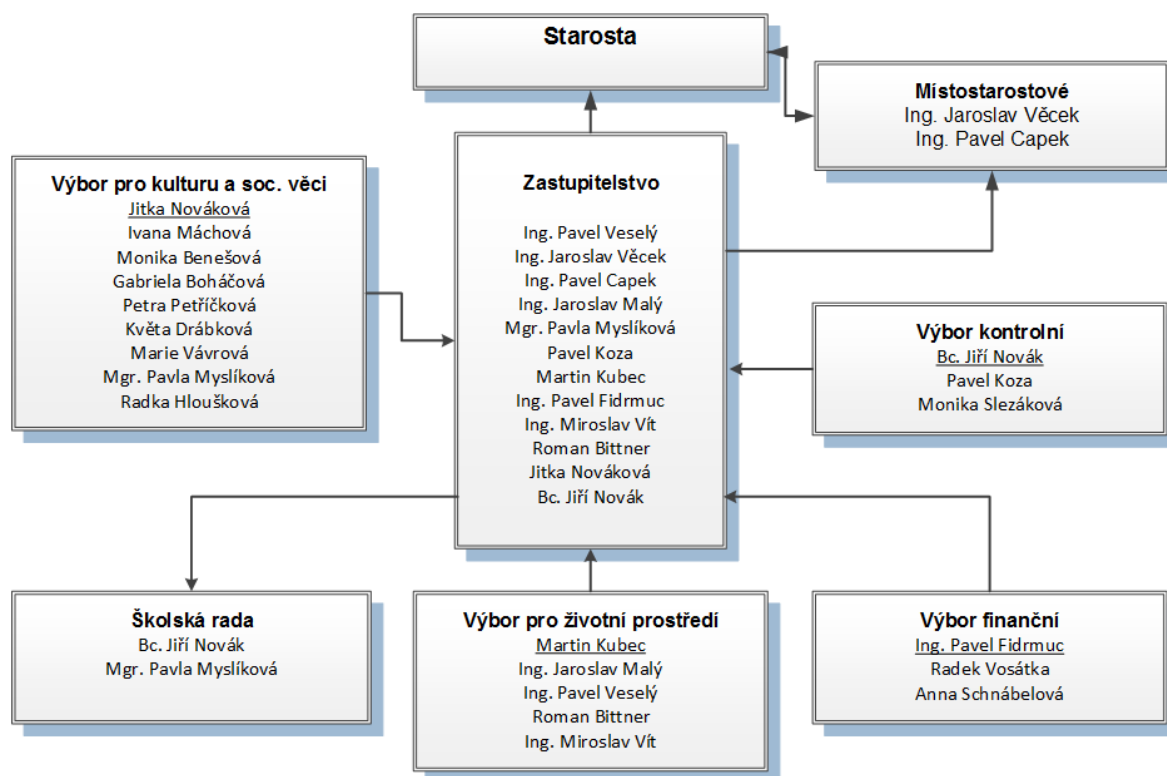 Starosta
Místostarostové
Ing. Jaroslav Věcek
Ing. Pavel Capek
Výbor pro kulturu a soc. věci
Jitka Nováková
Ivana Máchová
Monika Benešová
Gabriela Boháčová
Petra Petříčková
Květa Drábková
Marie Vávrová
Mgr. Pavla Myslíková
Radka Hloušková
Zastupitelstvo
Ing. Pavel Veselý
Ing. Jaroslav Věcek
Ing. Pavel Capek
Ing. Jaroslav Malý
Mgr. Pavla Myslíková
Pavel Koza
Martin Kubec
Ing. Pavel Fidrmuc
Ing. Miroslav Vít
Roman Bittner
Jitka Nováková
Bc. Jiří Novák
Výbor kontrolní
Bc. Jiří Novák
Pavel Koza
Monika Slezáková
Školská rada
Bc. Jiří Novák
Mgr. Pavla Myslíková
Výbor pro životní prostředí
Martin Kubec
Ing. Jaroslav Malý
Ing. Pavel Veselý
Roman Bittner
Ing. Miroslav Vít
Výbor finanční
Ing. Pavel Fidrmuc
Radek Vosátka
Anna Schnábelová